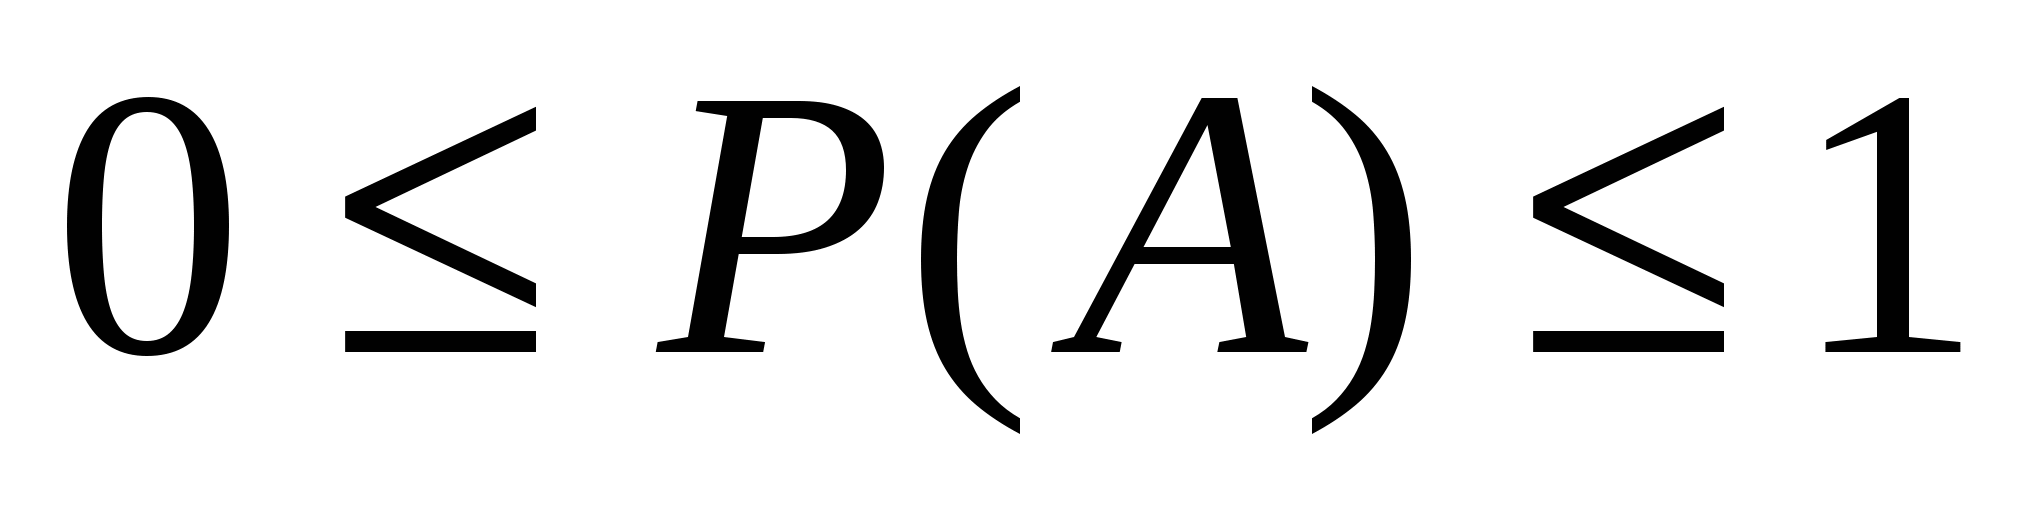 0 ≤ P(A) ≤ 1